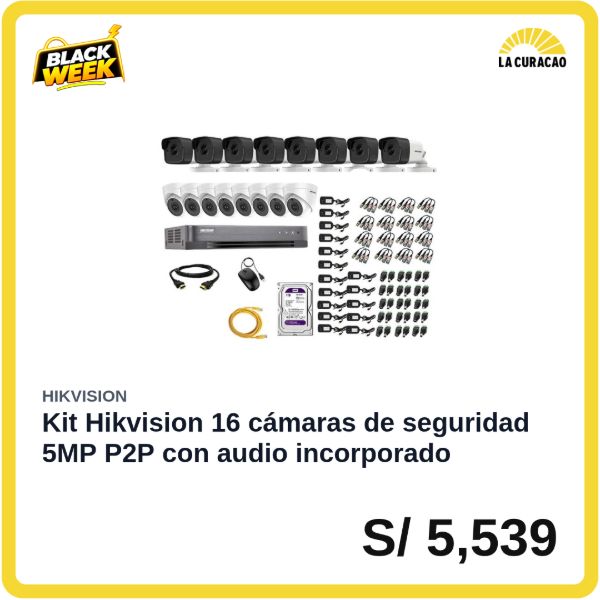 BLACK
WEEK
LA CURACAO
HIKVISION
Kit Hikvision 16 cámaras de seguridad
5MP P2P con audio incorporado
S/ 5,539